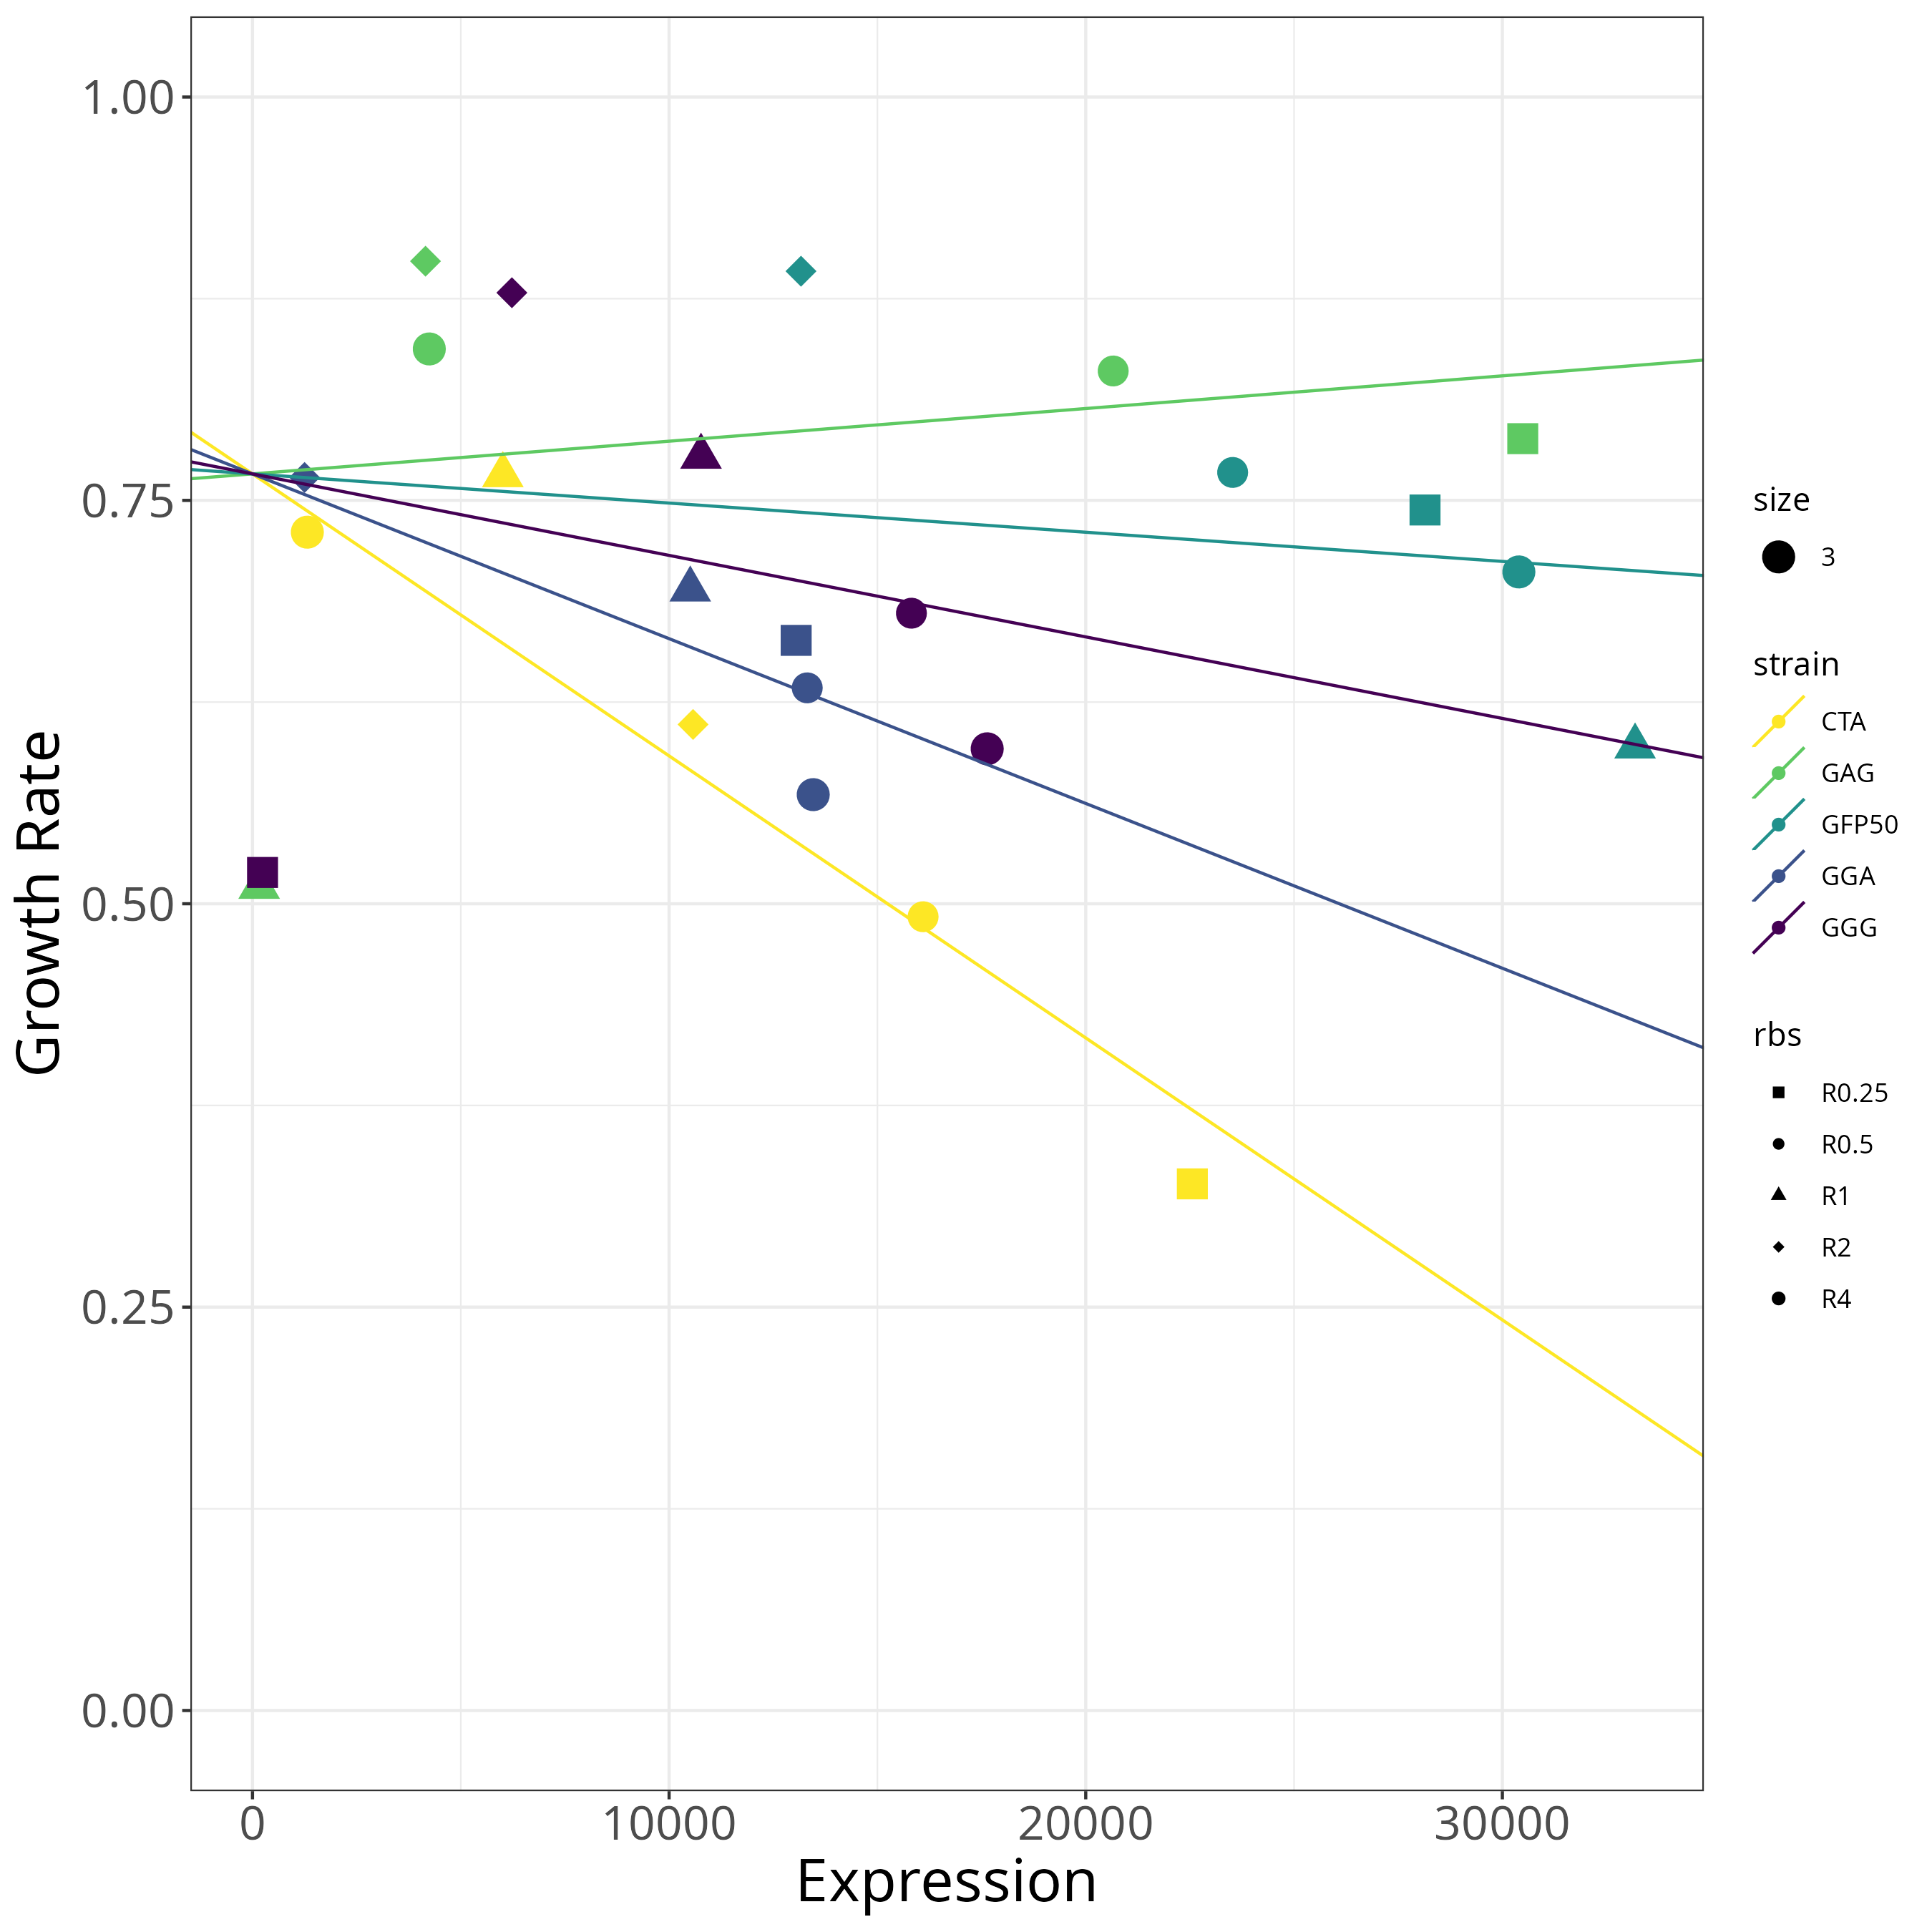 1.00
0.75
0.50
0.25
0.00
Growth Rate
0
10000
20000
30000
Expression
size
3
strain
CTA
GAG
GFP50
GGA
GGG
rbs
R0.25
R0.5
R1
R2
R4